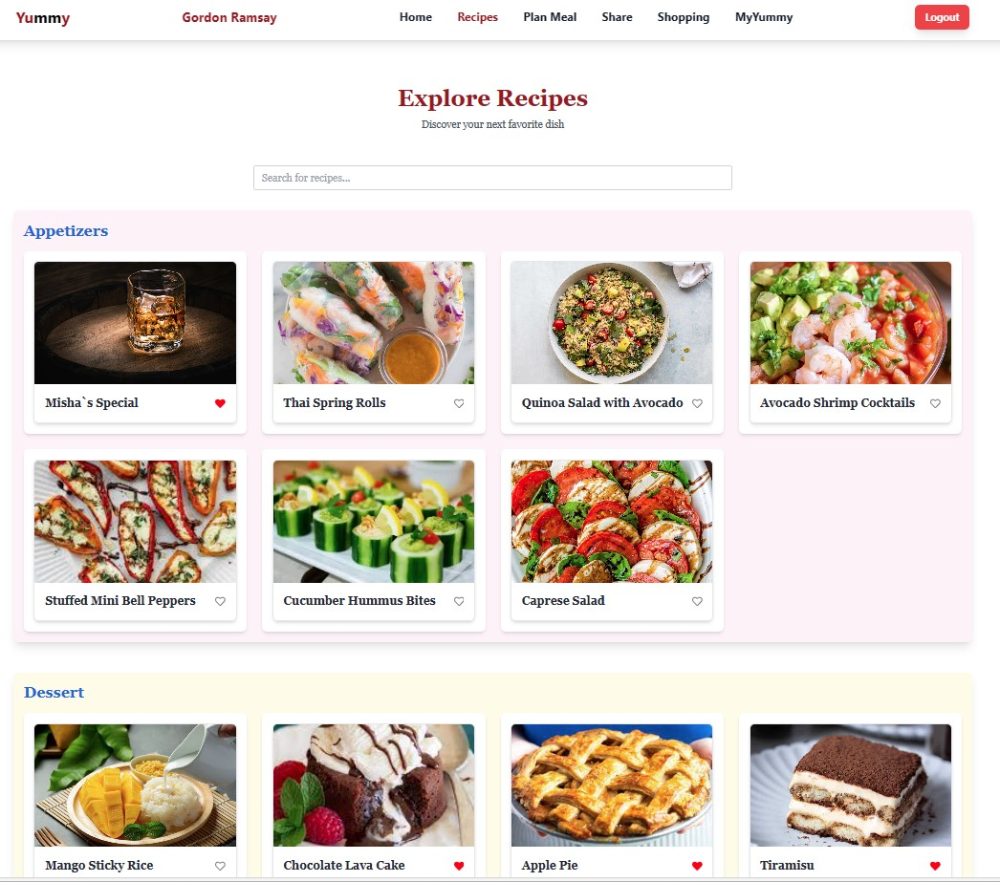 Yummy Gordon Ramsay Home Recipes Plan Meal Share Shopping MyYummy Logout
Explore Recipes
Discover your next favorite dish
Search for recipes...
Appetizers
Misha`s Special
Thai Spring Rolls
Quinoa Salad with Avocado
Avocado Shrimp Cocktails
Stuffed Mini Bell Peppers
Cucumber Hummus Bites
Caprese Salad
Dessert
Mango Sticky Rice
Chocolate Lava Cake
Apple Pie
Tiramisu